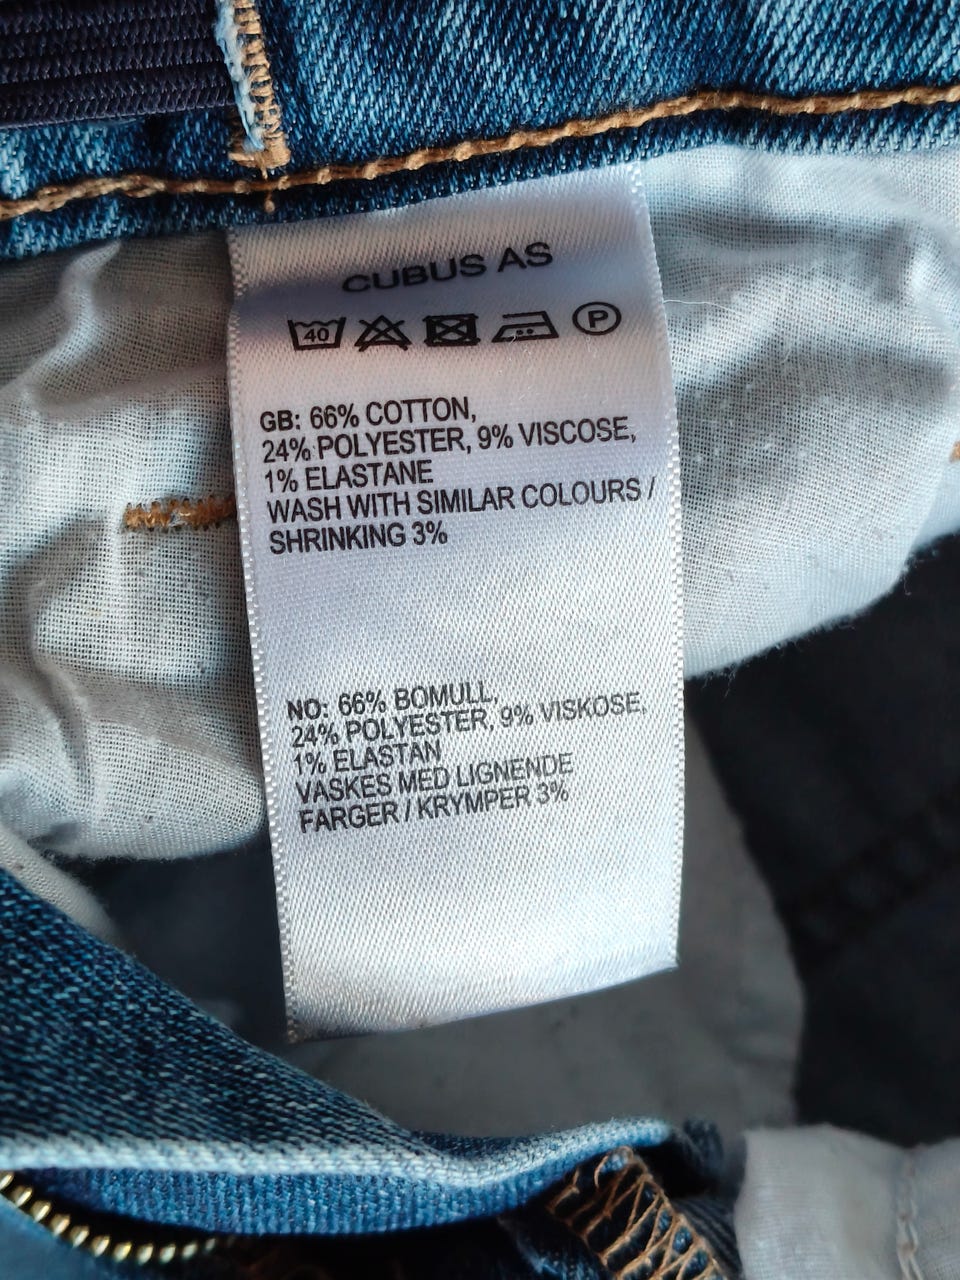 CUBUS AS
40 P
GB: 66% COTTON,
24% POLYESTER, 9% VISCOSE,
1% ELASTANE
WASH WITH SIMILAR COLOURS /
SHRINKING 3%
NO: 66% BOMULL,
24% POLYESTER, 9% VISKOSE,
1% ELASTAN
VASKES MED LIGNENDE
FARGER / KRYMPER 3%